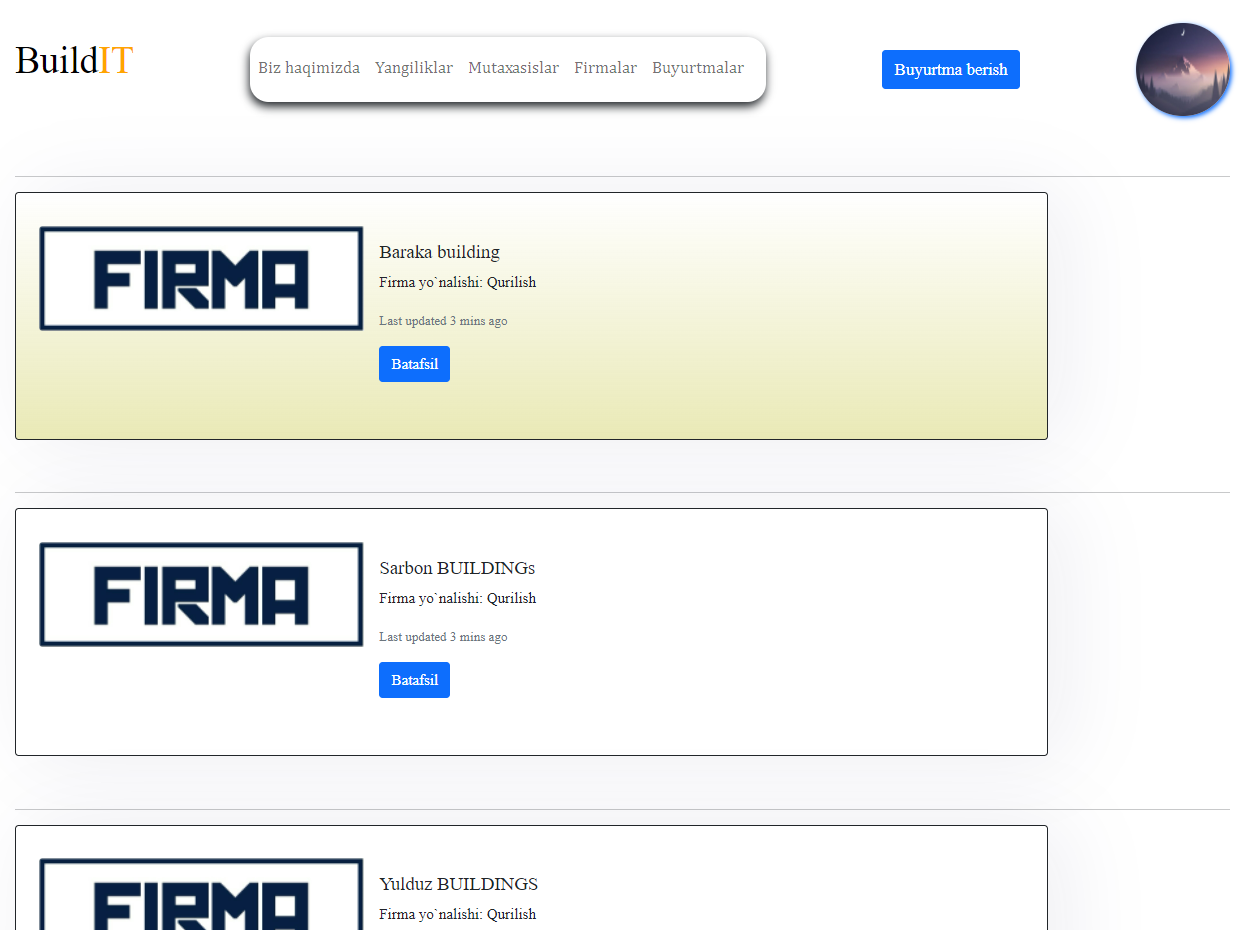 BuildIT
Biz haqimizda Yangiliklar Mutaxasislar Firmalar Buyurtmalar
Buyurtma berish
FIRMA
Baraka building
Firma yo`nalishi: Qurilish
Last updated 3 mins ago
Batafsil
FIRMA
Sarbon BUILDINGs
Firma yo`nalishi: Qurilish
Last updated 3 mins ago
Batafsil
FIRMA
Yulduz BUILDINGS
Firma yo`nalishi: Qurilish